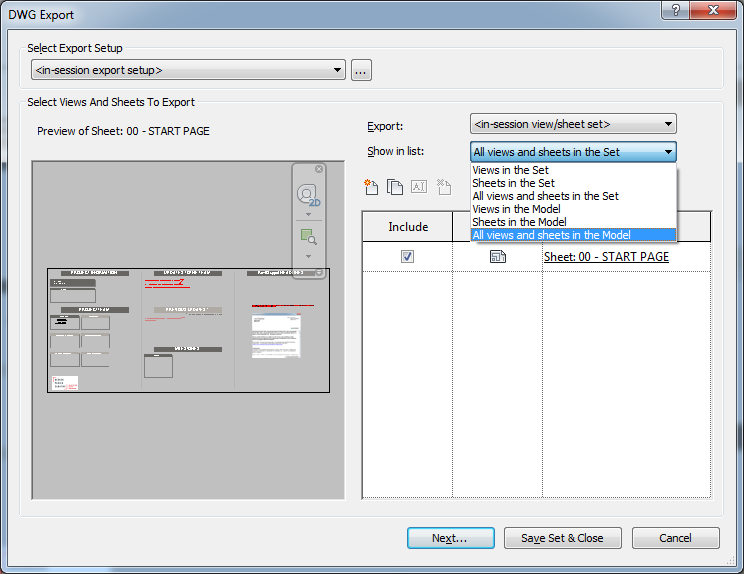 DWG Export
Select Export Setup
<in-session export setup>
...
Select Views And Sheets To Export
Preview of Sheet: 00 - START PAGE
Export:
<in-session view/sheet set>
Show in list:
All views and sheets in the Set
Views in the Set
Sheets in the Set
All views and sheets in the Set
Views in the Model
Sheets in the Model
All views and sheets in the Model
2D
Include
Sheet: 00 - START PAGE
PROJECT INFORMATION
PROJECT TEAM
Next...
Save Set & Close
Cancel